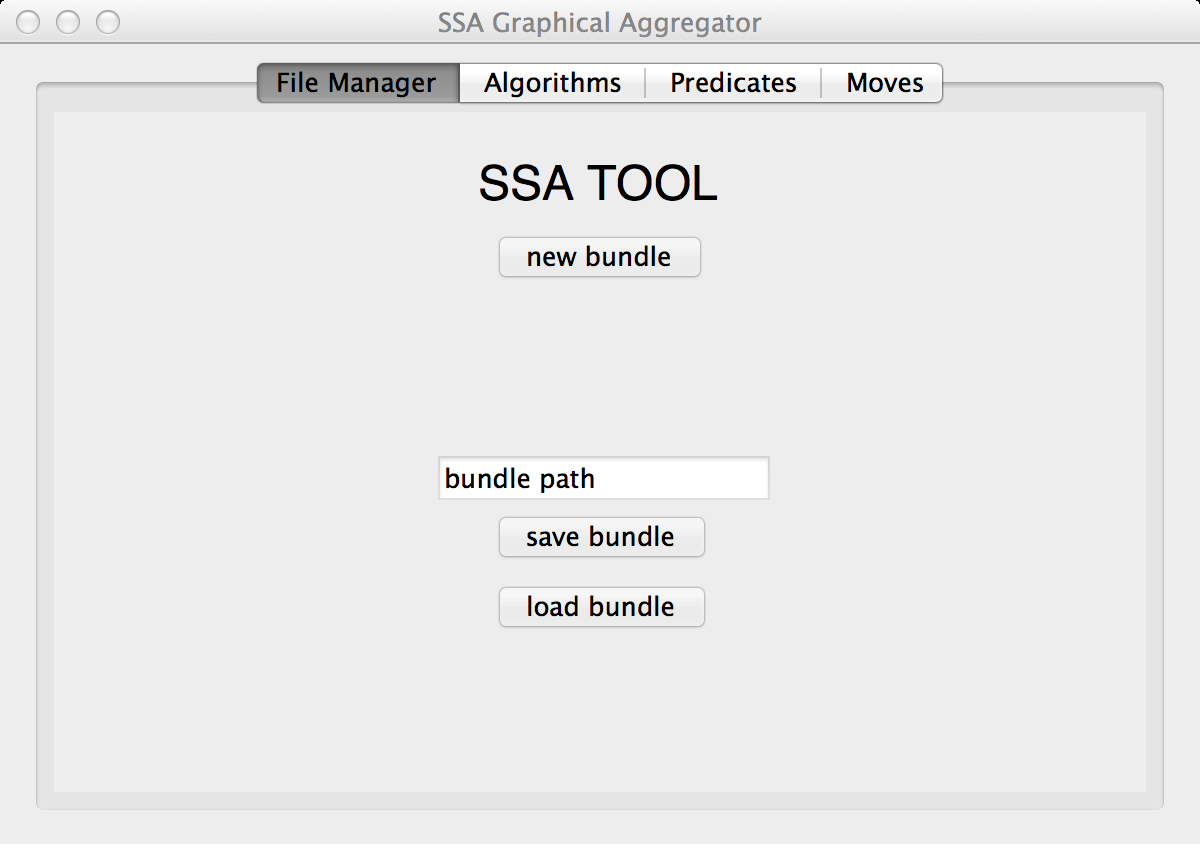 SSA Graphical Aggregator
File Manager Algorithms Predicates Moves
SSA TOOL
new bundle
bundle path
save bundle
load bundle